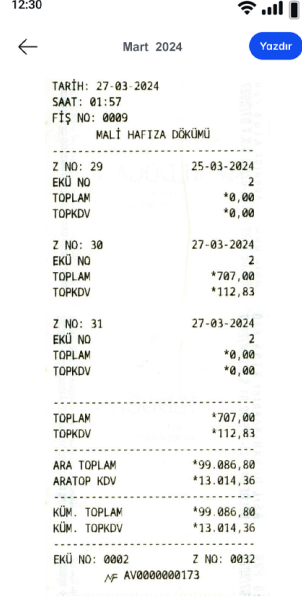 12:30
Mart 2024
Yazdır
TARİH: 27-03-2024
SAAT: 01:57
FİŞ NO: 0009
MALİ HAFIZA DÖKÜMÜ
Z NO: 29 25-03-2024
EKÜ NO 2
TOPLAM *0,00
TOPKDV *0,00
Z NO: 30 27-03-2024
EKÜ NO 2
TOPLAM *707,00
TOPKDV *112,83
Z NO: 31 27-03-2024
EKÜ NO 2
TOPLAM *0,00
TOPKDV *0,00
TOPLAM *707,00
TOPKDV *112,83
ARA TOPLAM *99.086,80
ARATOP KDV *13.014,36
KÜM. TOPLAM *99.086,80
KÜM. TOPKDV *13.014,36
EKÜ NO: 0002 Z NO: 0032
AV0000000173